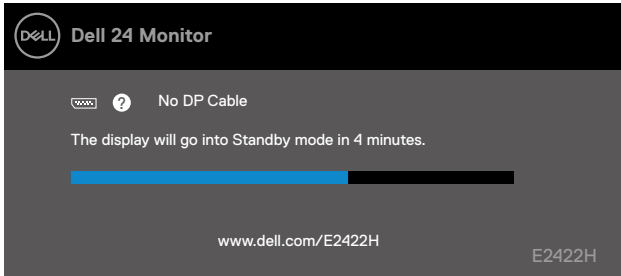 DELL Dell 24 Monitor
? No DP Cable
The display will go into Standby mode in 4 minutes.
www.dell.com/E2422H
E2422H